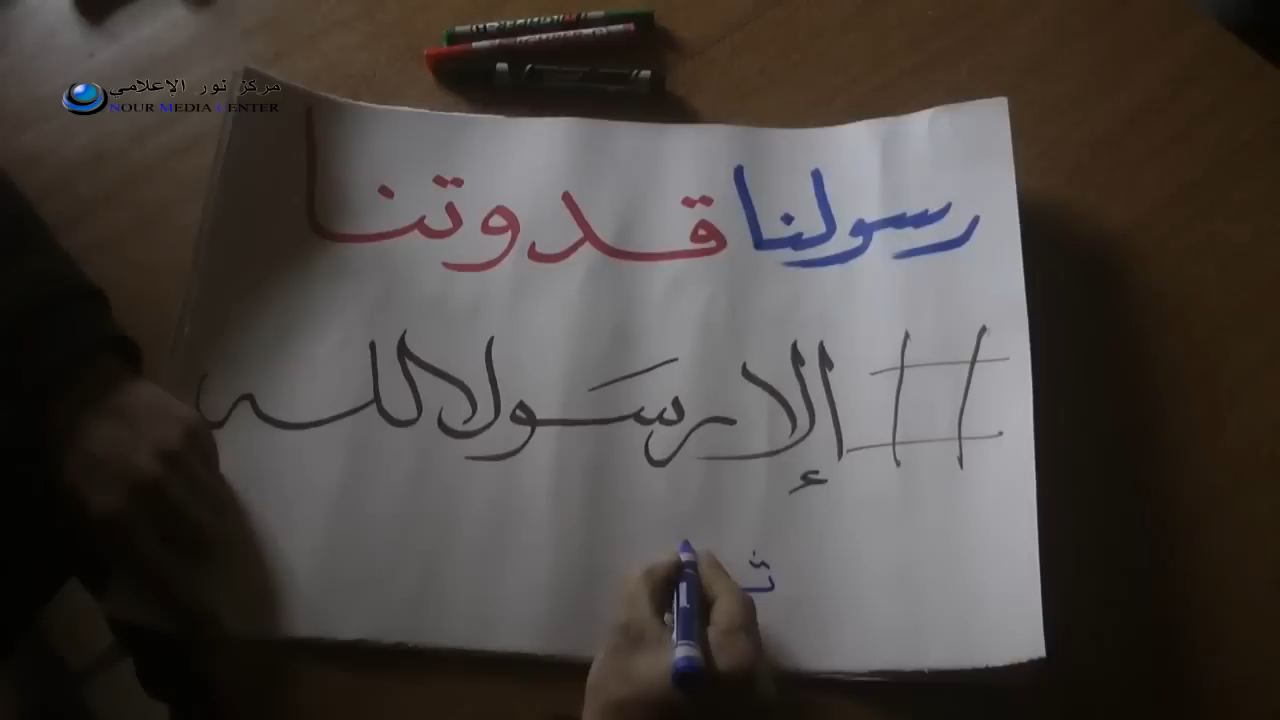 مركز نور الإعلامي
NOUR MEDIA CENTER
رسولنا قدوتنا
#إلا رسول الله